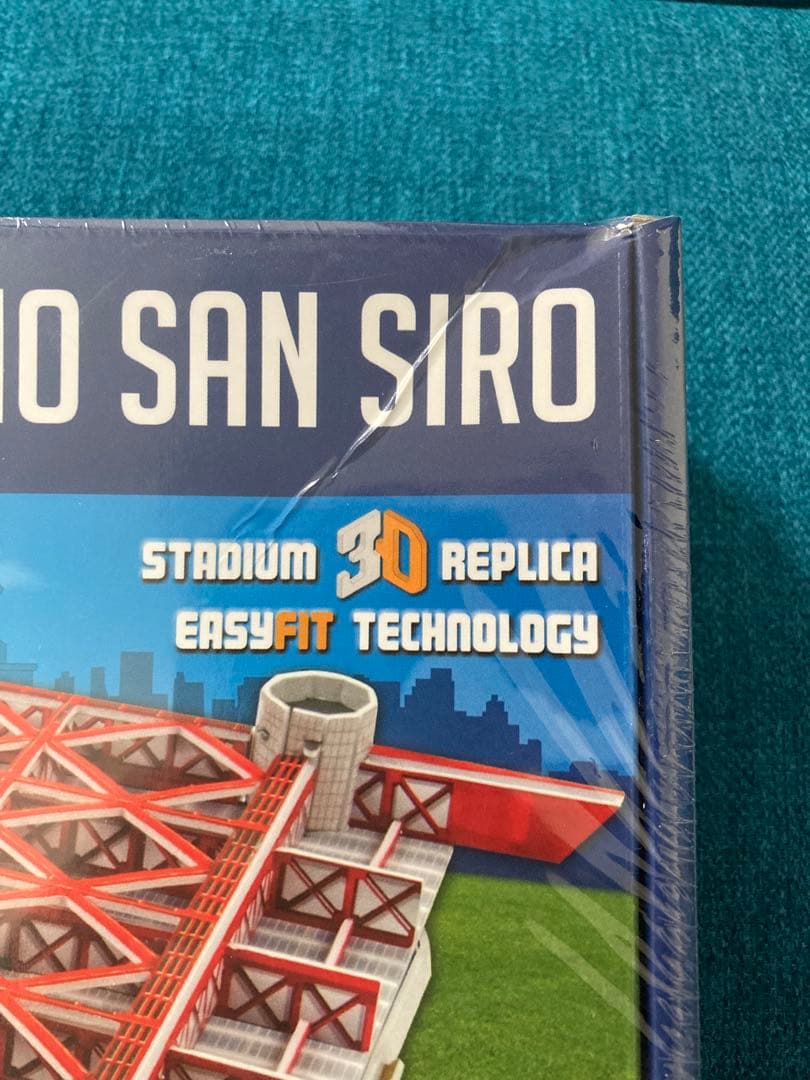 IO SAN SIRO
STADIUM 3D REPLICA
EASYFIT TECHNOLOGY